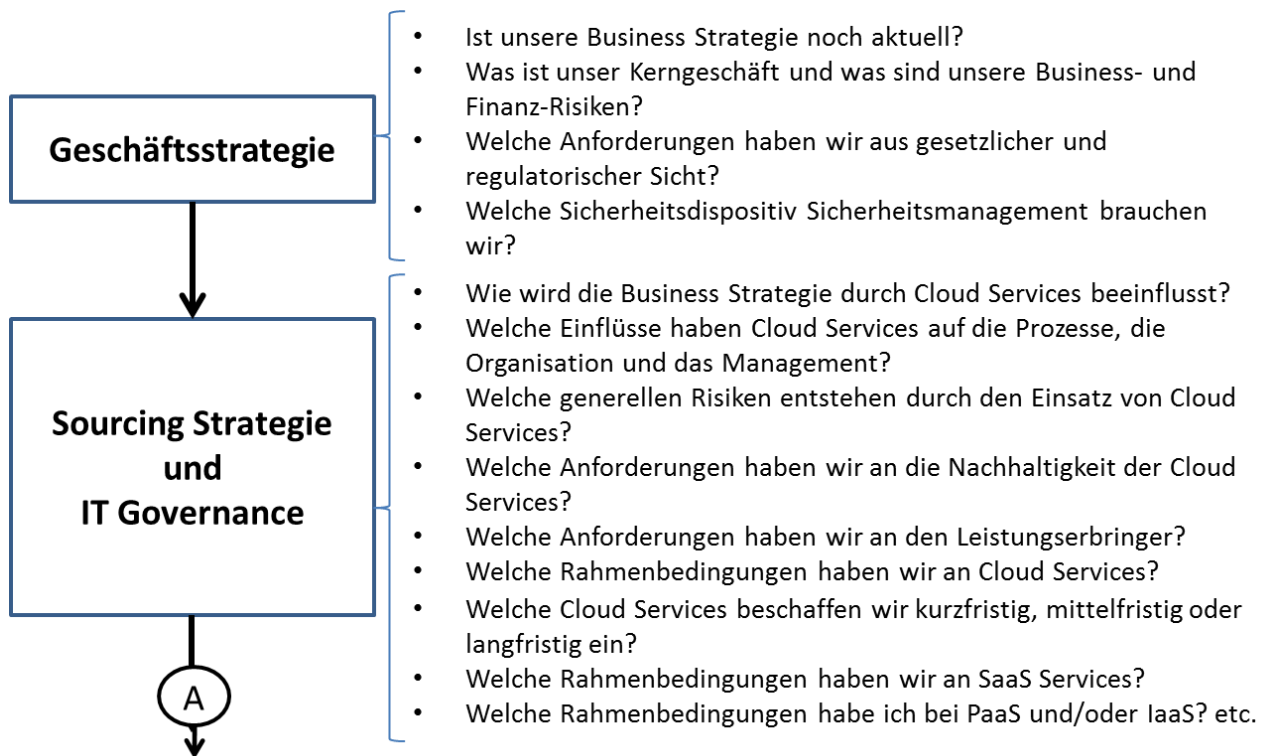 Geschäftsstrategie
• Ist unsere Business Strategie noch aktuell?
• Was ist unser Kerngeschäft und was sind unsere Business- und
Finanz-Risiken?
• Welche Anforderungen haben wir aus gesetzlicher und
regulatorischer Sicht?
• Welche Sicherheitsdispositiv Sicherheitsmanagement brauchen
wir?
Sourcing Strategie
und
IT Governance
• Wie wird die Business Strategie durch Cloud Services beeinflusst?
• Welche Einflüsse haben Cloud Services auf die Prozesse, die
Organisation und das Management?
• Welche generellen Risiken entstehen durch den Einsatz von Cloud
Services?
• Welche Anforderungen haben wir an die Nachhaltigkeit der Cloud
Services?
• Welche Anforderungen haben wir an den Leistungserbringer?
• Welche Rahmenbedingungen haben wir an Cloud Services?
• Welche Cloud Services beschaffen wir kurzfristig, mittelfristig oder
langfristig ein?
• Welche Rahmenbedingungen haben wir an SaaS Services?
• Welche Rahmenbedingungen habe ich bei PaaS und/oder IaaS? etc.
A